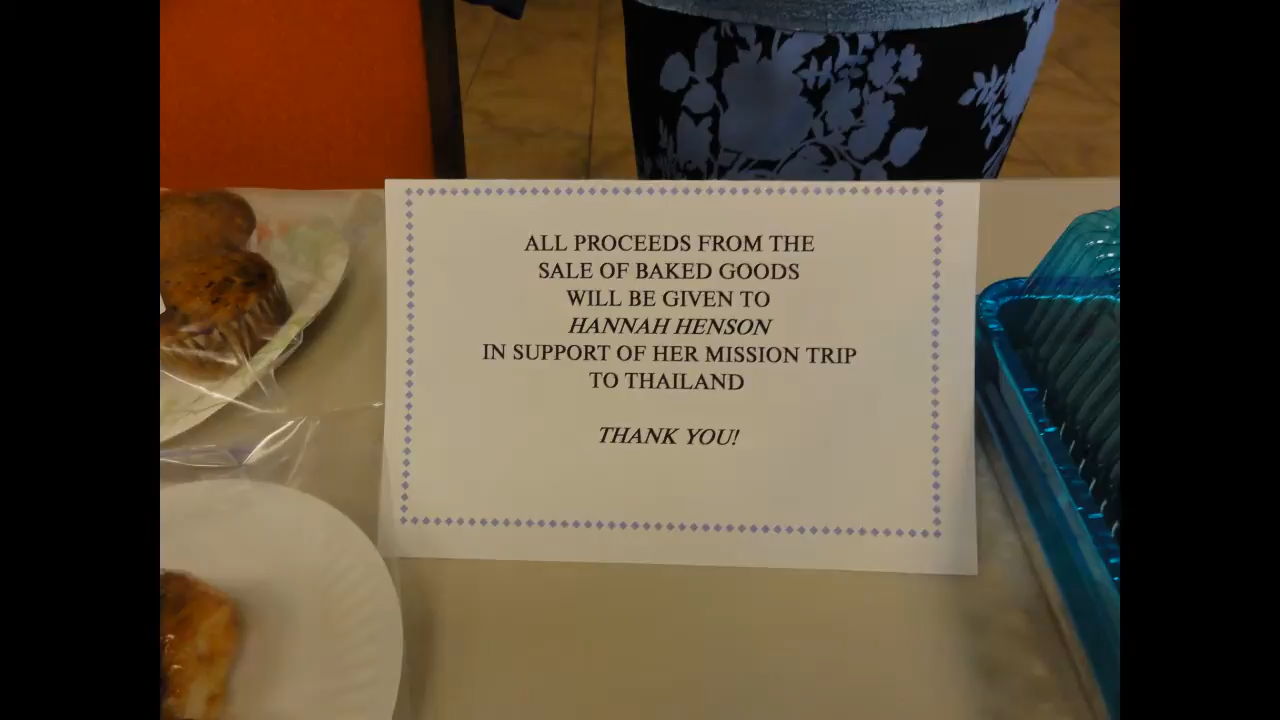 ALL PROCEEDS FROM THE
SALE OF BAKED GOODS
WILL BE GIVEN TO
HANNAH HENSON
IN SUPPORT OF HER MISSION TRIP
TO THAILAND
THANK YOU!